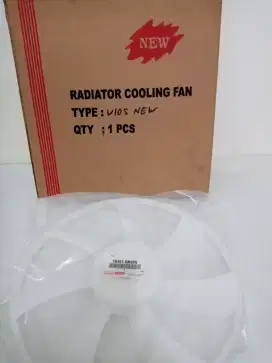 NEW
RADIATOR COOLING FAN
TYPE : VIOS NEW
QTY ; 1 PCS